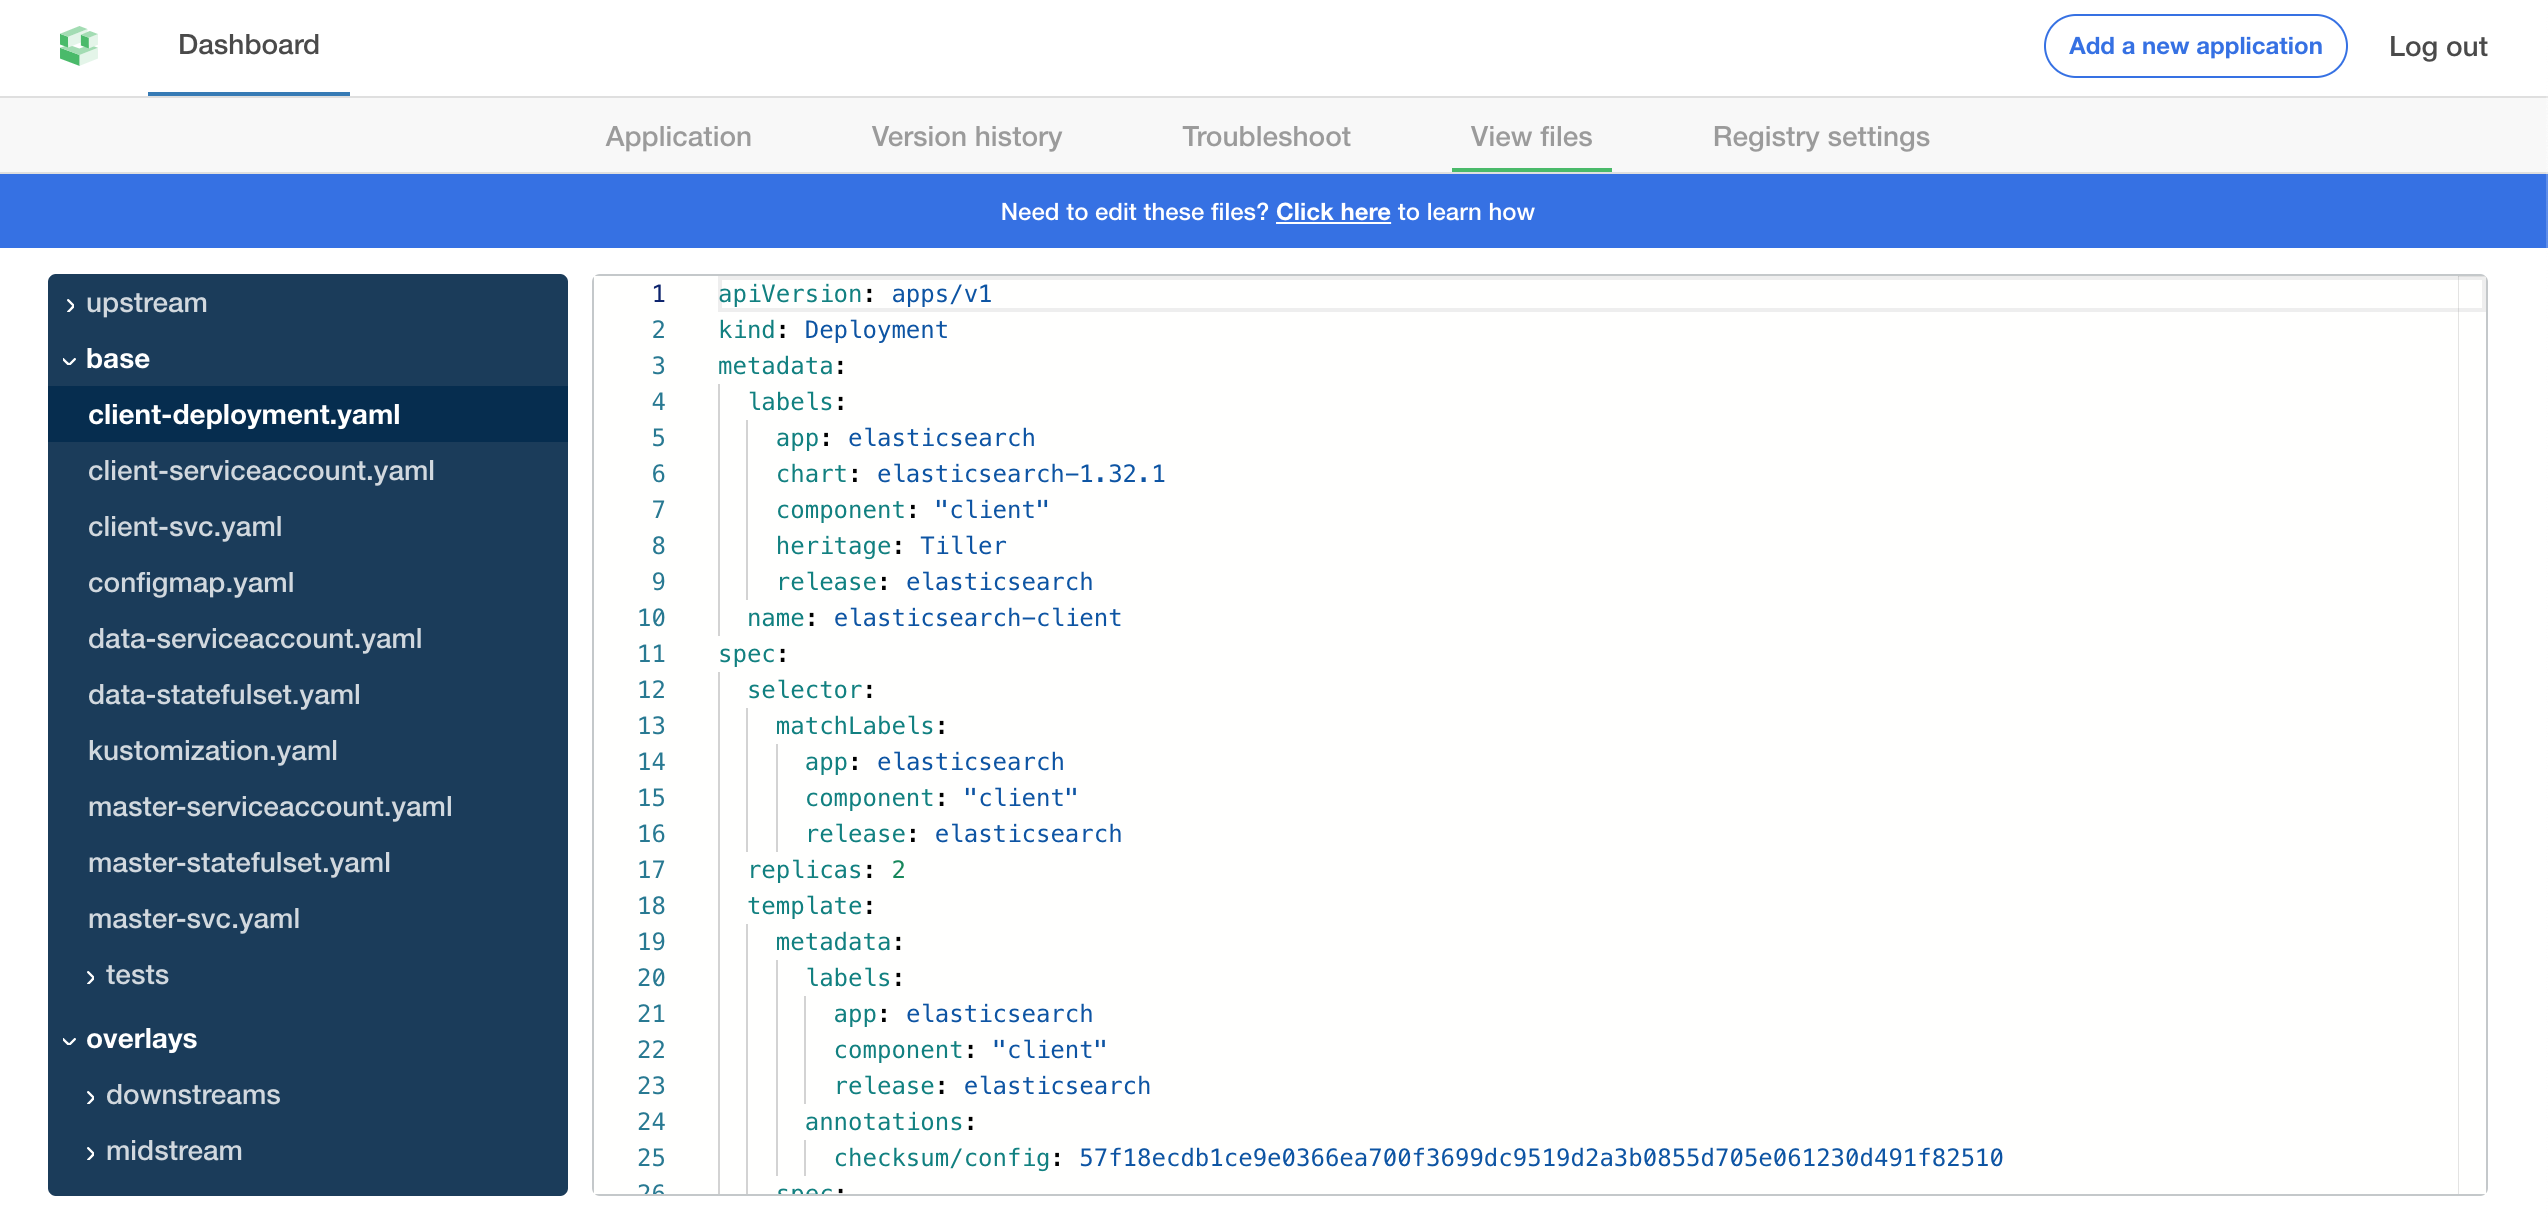 Dashboard
Add a new application
Log out
Application
Version history
Troubleshoot
View files
Registry settings
Need to edit these files? Click here to learn how
upstream
base
client-deployment.yaml
client-serviceaccount.yaml
client-svc.yaml
configmap.yaml
data-serviceaccount.yaml
data-statefulset.yaml
kustomization.yaml
master-serviceaccount.yaml
master-statefulset.yaml
master-svc.yaml
tests
overlays
downstreams
midstream
1 apiVersion: apps/v1
2 kind: Deployment
3 metadata:
4   labels:
5     app: elasticsearch
6     chart: elasticsearch-1.32.1
7     component: "client"
8     heritage: Tiller
9     release: elasticsearch
10   name: elasticsearch-client
11 spec:
12   selector:
13     matchLabels:
14       app: elasticsearch
15       component: "client"
16       release: elasticsearch
17   replicas: 2
18   template:
19     metadata:
20       labels:
21         app: elasticsearch
22         component: "client"
23         release: elasticsearch
24       annotations:
25         checksum/config: 57f18ecdb1ce9e0366ea700f3699dc9519d2a3b0855d705e061230d491f82510
26     spec: